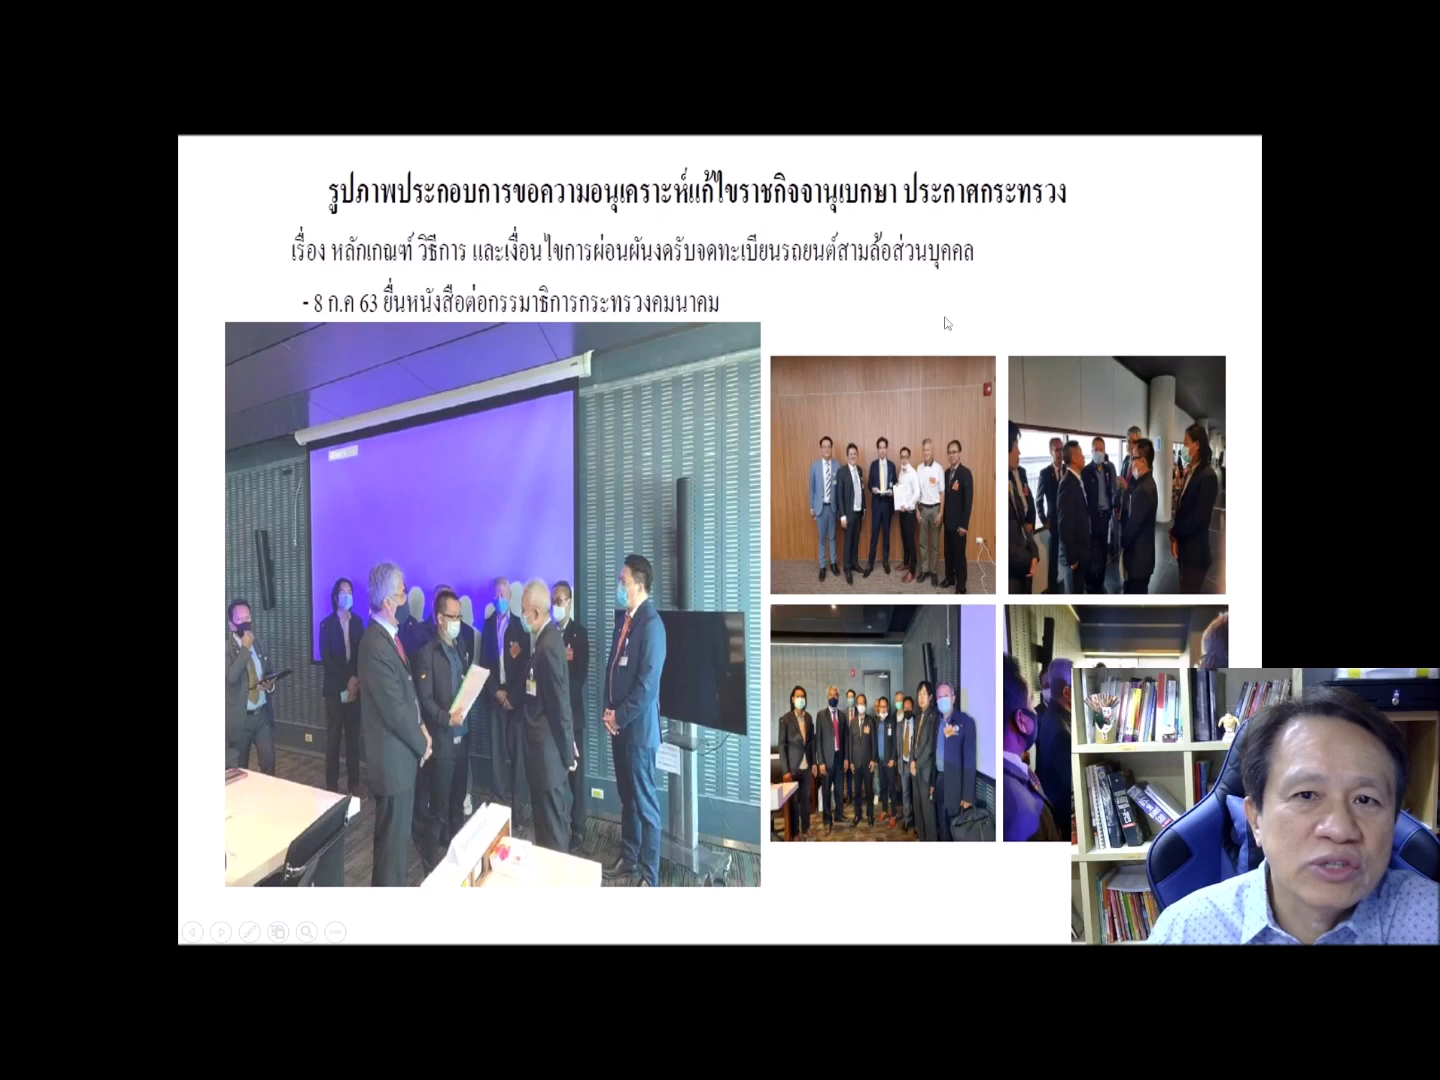 รูปภาพประกอบการขอความอนุเคราะห์แก้ไขราชกิจจานุเบกษา ประกาศกระทรวง
เรื่อง หลักเกณฑ์ วิธีการ และเงื่อนไขการผ่อนผันงดรับจดทะเบียนรถยนต์สามล้อส่วนบุคคล
- 8 ก.ค 63 ยื่นหนังสือต่อกรรมาธิการกระทรวงคมนาคม